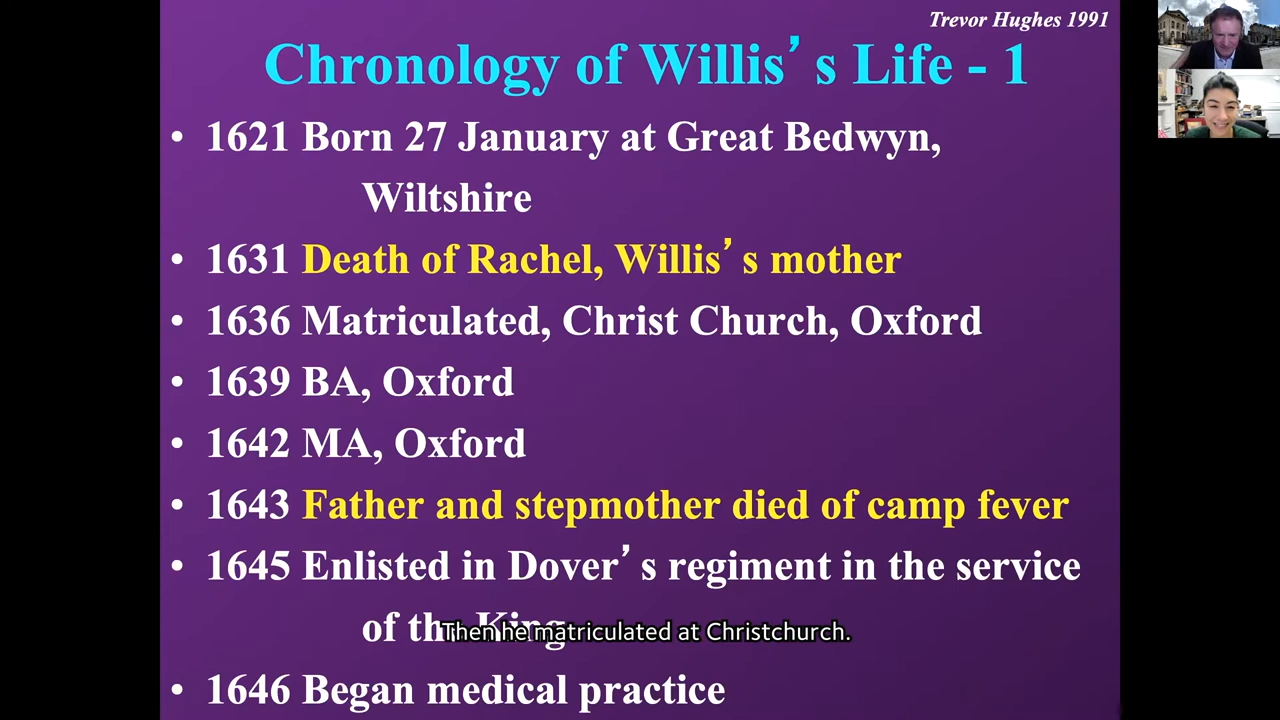 Trevor Hughes 1991
Chronology of Willis’s Life - 1
• 1621 Born 27 January at Great Bedwyn,
Wiltshire
• 1631 Death of Rachel, Willis’s mother
• 1636 Matriculated, Christ Church, Oxford
• 1639 BA, Oxford
• 1642 MA, Oxford
• 1643 Father and stepmother died of camp fever
• 1645 Enlisted in Dover’s regiment in the service
of the King
Then he matriculated at Christchurch.
• 1646 Began medical practice